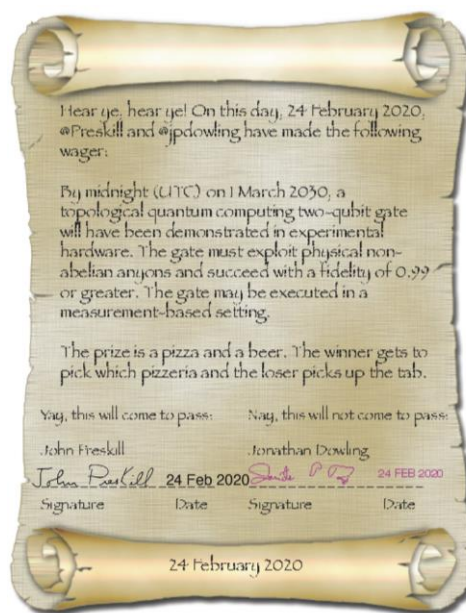 Hear ye, hear ye! On this day, 24 February 2020,
@Preskill and @jpdowling have made the following
wager:
By midnight (UTC) on 1 March 2030, a
topological quantum computing two-qubit gate
will have been demonstrated in experimental
hardware. The gate must exploit physical non-
abelian anyons and succeed with a fidelity of 0.99
or greater. The gate may be executed in a
measurement-based setting.
The prize is a pizza and a beer. The winner gets to
pick which pizzeria and the loser picks up the tab.
Yay, this will come to pass: Nay, this will not come to pass:
John Preskill Jonathan Dowling
John Preskill 24 Feb 2020 24 FEB 2020
Signature Date Signature Date
24 February 2020